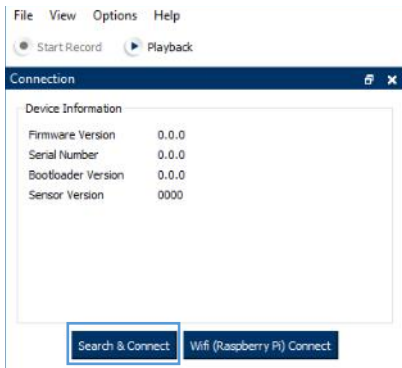 File View Options Help
Start Record Playback
Connection
Device Information
Firmware Version 0.0.0
Serial Number 0.0.0
Bootloader Version 0.0.0
Sensor Version 0000
Search & Connect Wifi (Raspberry Pi) Connect